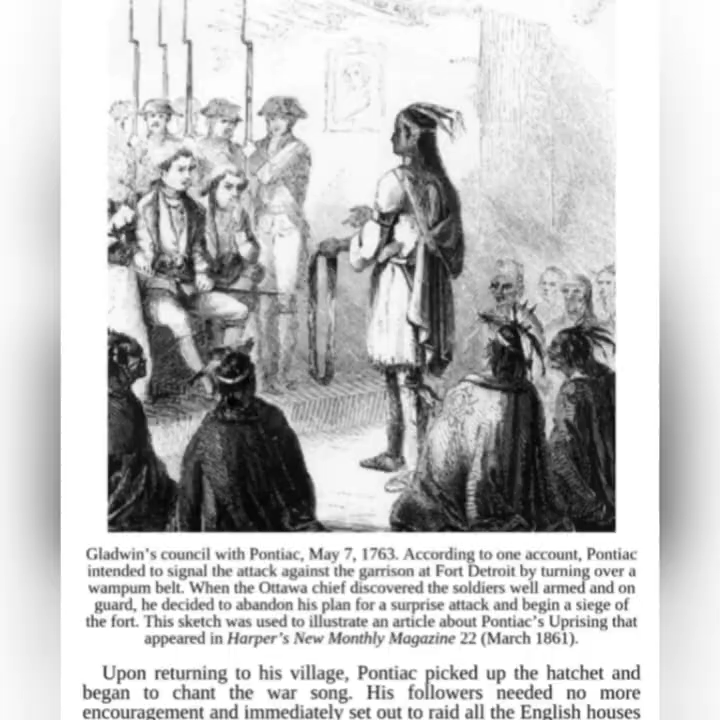 Gladwin's council with Pontiac, May 7, 1763. According to one account, Pontiac
intended to signal the attack against the garrison at Fort Detroit by turning over a
wampum belt. When the Ottawa chief discovered the soldiers well armed and on
guard, he decided to abandon his plan for a surprise attack and begin a siege of
the fort. This sketch was used to illustrate an article about Pontiac's Uprising that
appeared in Harper's New Monthly Magazine 22 (March 1861).
Upon returning to his village, Pontiac picked up the hatchet and
began to chant the war song. His followers needed no more
encouragement and immediately set out to raid all the English houses